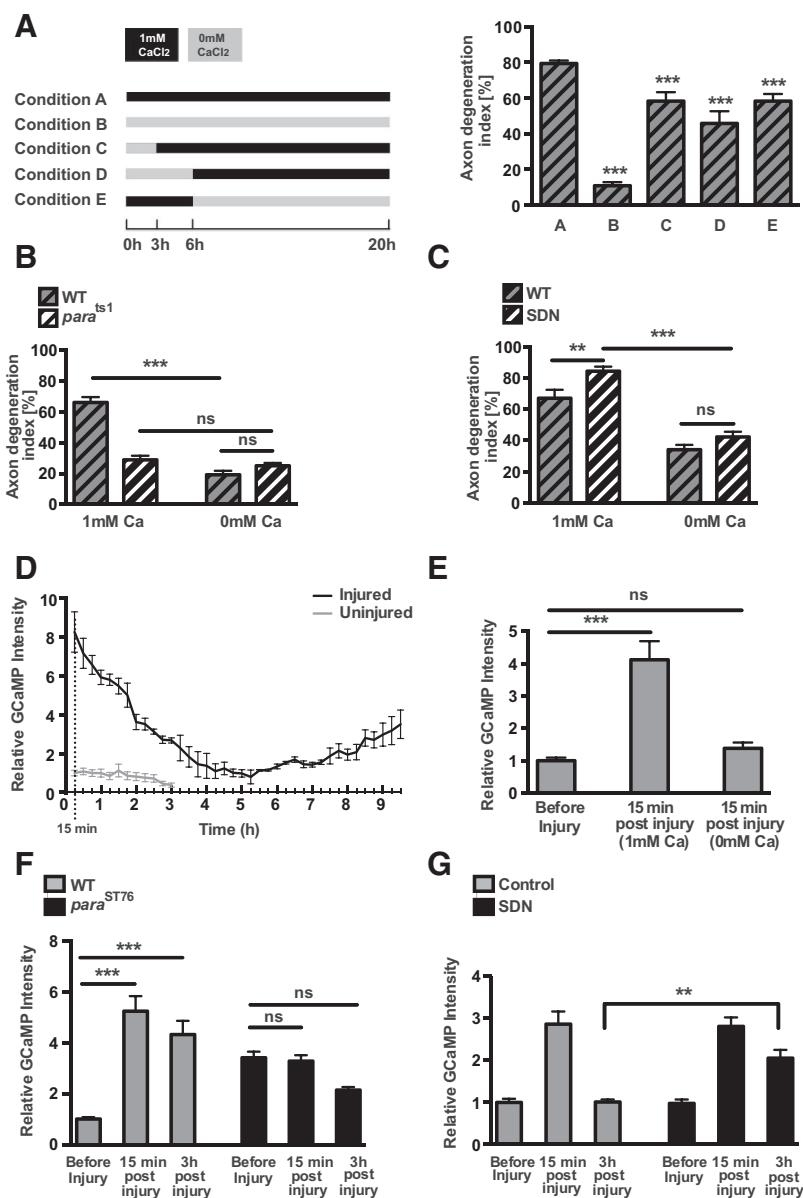 A
1mM
CaCl2
0mM
CaCl2
Condition A
Condition B
Condition C
Condition D
Condition E
0h 3h 6h 20h
Axon degeneration
index [%]
100
80
60
40
20
0
***
***
***
***
A B C D E
B
WT
para ts1
Axon degeneration
index [%]
100
80
60
40
20
0
***
ns
ns
1mM Ca 0mM Ca
C
WT
SDN
Axon degeneration
index [%]
100
80
60
40
20
0
**
***
ns
1mM Ca 0mM Ca
D
Injured
Uninjured
Relative GCaMP Intensity
10
8
6
4
2
0
0 1 2 3 4 5 6 7 8 9
15 min
Time (h)
E
Relative GCaMP Intensity
5
4
3
2
1
0
ns
***
Before
Injury
15 min
post injury
(1mM Ca)
15 min
post injury
(0mM Ca)
F
WT
para ST76
Relative GCaMP Intensity
8
6
4
2
0
***
***
ns
ns
Before
Injury
15 min
post
injury
3h
post
injury
Before
Injury
15 min
post
injury
3h
post
injury
G
Control
SDN
Relative GCaMP Intensity
4
3
2
1
0
**
Before
Injury
15 min
post
injury
3h
post
injury
Before
Injury
15 min
post
injury
3h
post
injury